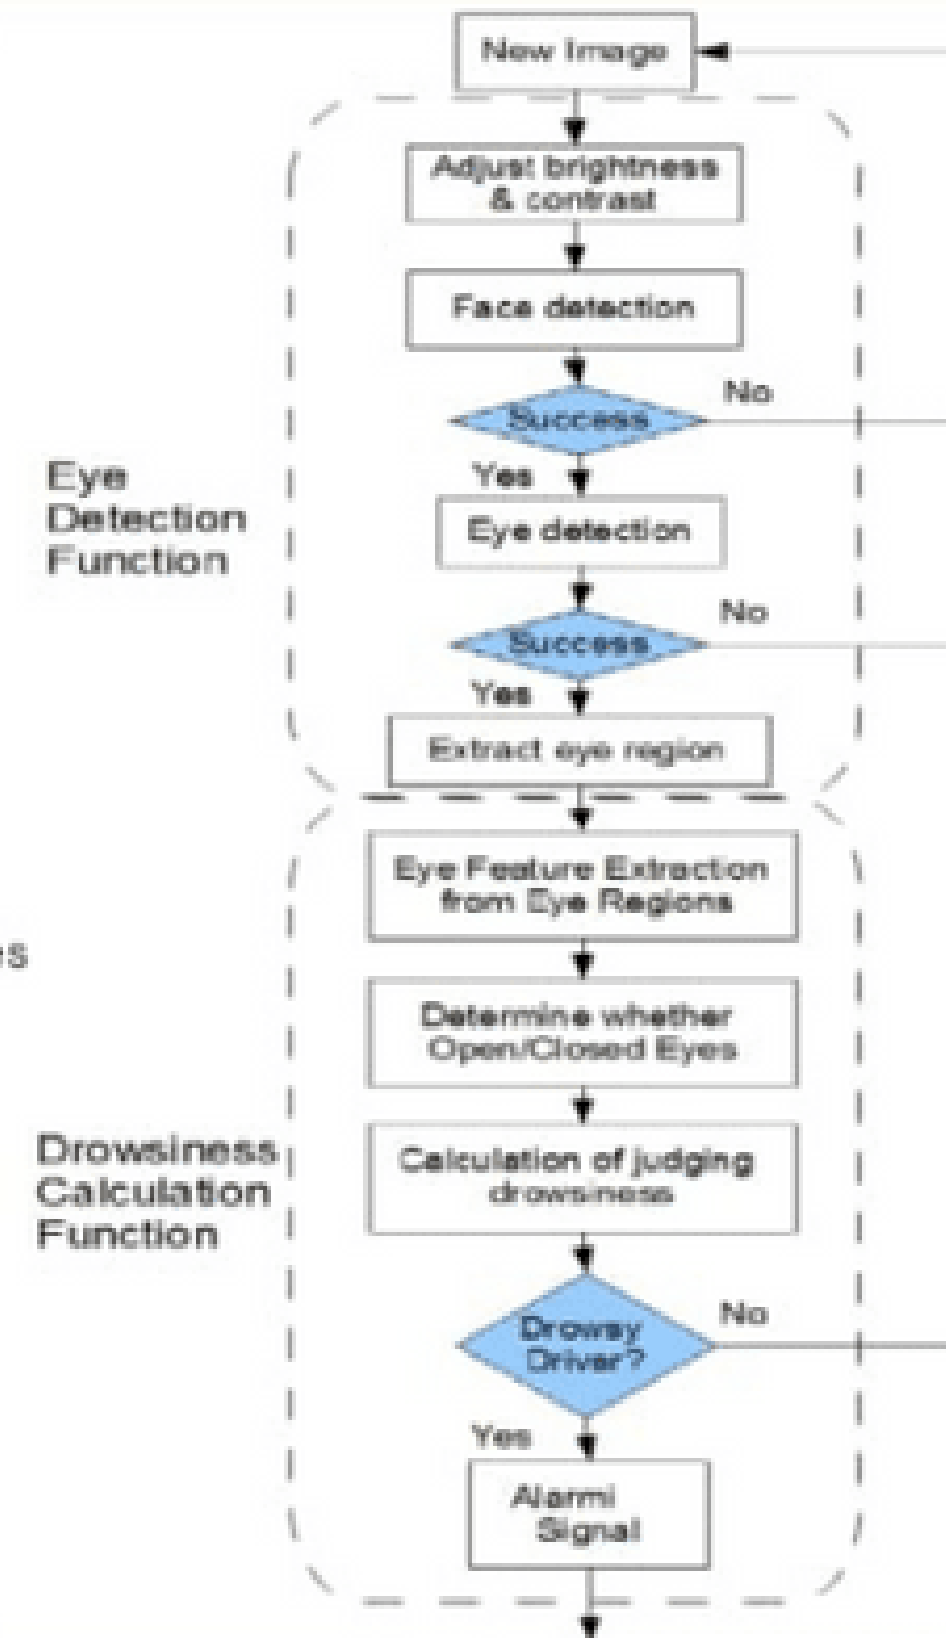 New Image
Adjust brightness
& contrast
Face detection
Success
No
Yes
Eye
Detection
Function
Eye detection
Success
No
Yes
Extract eye region
Eye Feature Extraction
from Eye Regions
Determine whether
Open/Closed Eyes
Drowsiness
Calculation
Function
Calculation of judging
drowsiness
Drowsy
Driver?
No
Yes
Alarmi
Signal